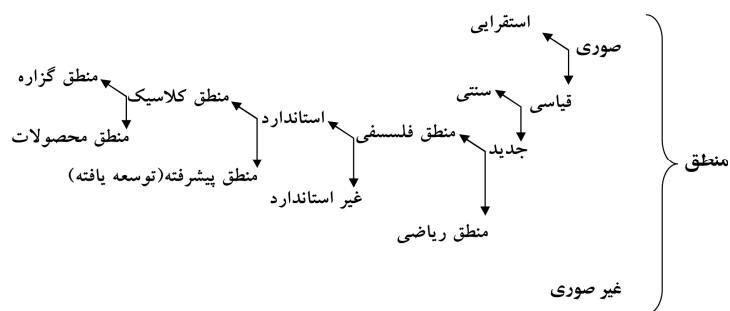 منطق
صوری
استقرایی
قیاسی
سنتی
جدید
منطق فلسسفی
منطق ریاضی
استاندارد
غیر استاندارد
منطق کلاسیک
منطق پیشرفته(توسعه یافته)
منطق گزاره
منطق محصولات
غیر صوری